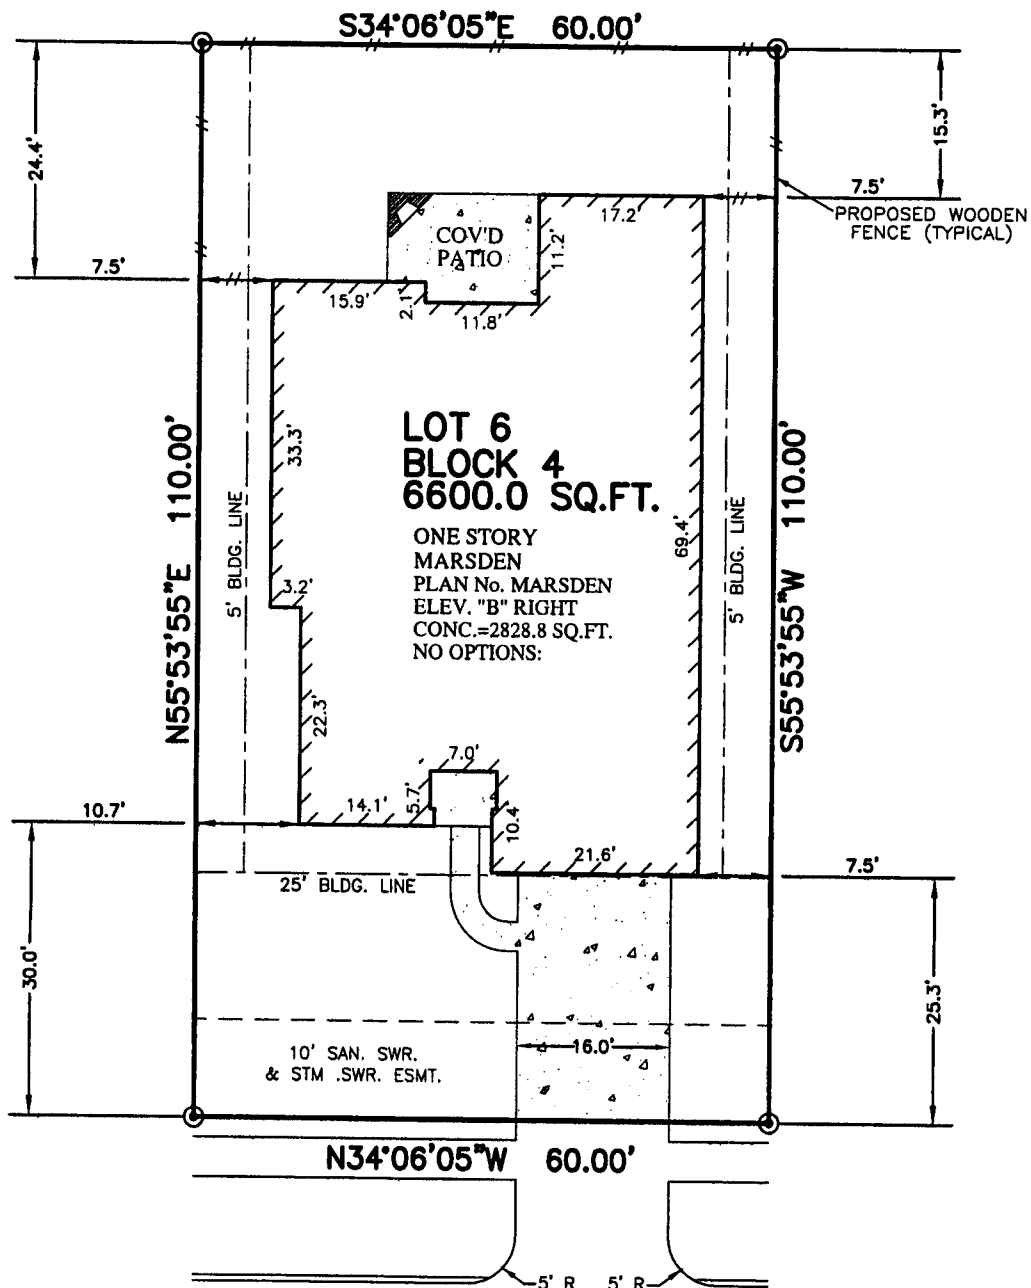 S34°06'05"E 60.00'
24.4'
15.3'
7.5'
PROPOSED WOODEN
FENCE (TYPICAL)
17.2'
COV'D
PATIO
11.2'
7.5'
15.9'
2.1'
11.8'
33.3'
LOT 6
BLOCK 4
6600.0 SQ.FT.
ONE STORY
MARSDEN
PLAN No. MARSDEN
ELEV. "B" RIGHT
CONC.=2828.8 SQ.FT.
NO OPTIONS:
N55°53'55"E 110.00'
5' BLDG. LINE
69.4'
5' BLDG. LINE
S55°53'55"W 110.00'
3.2'
22.3'
7.0'
5.7'
14.1'
10.4'
10.7'
21.6'
7.5'
25' BLDG. LINE
30.0'
25.3'
16.0'
10' SAN. SWR.
& STM .SWR. ESMT.
N34°06'05"W 60.00'
5' R 5' R